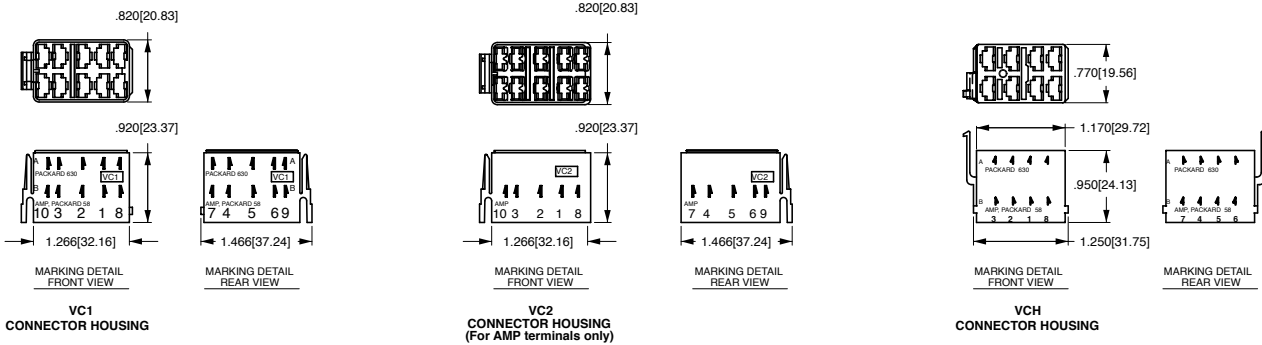 .820[20.83]
.920[23.37]
A
PACKARD 630
VC1
B
AMP, PACKARD 58
10 3 2 1 8
1.266[32.16]
MARKING DETAIL
FRONT VIEW
A
PACKARD 630
VC1
B
AMP, PACKARD 58
7 4 5 6 9
1.466[37.24]
MARKING DETAIL
REAR VIEW
VC1
CONNECTOR HOUSING
.820[20.83]
.920[23.37]
VC2
AMP
10 3 2 1 8
1.266[32.16]
MARKING DETAIL
FRONT VIEW
VC2
AMP
7 4 5 6 9
1.466[37.24]
MARKING DETAIL
REAR VIEW
VC2
CONNECTOR HOUSING
(For AMP terminals only)
.770[19.56]
1.170[29.72]
A
PACKARD 630
.950[24.13]
B
AMP, PACKARD 58
3 2 1 8
1.250[31.75]
MARKING DETAIL
FRONT VIEW
A
PACKARD 630
B
AMP, PACKARD 58
7 4 5 6
MARKING DETAIL
REAR VIEW
VCH
CONNECTOR HOUSING